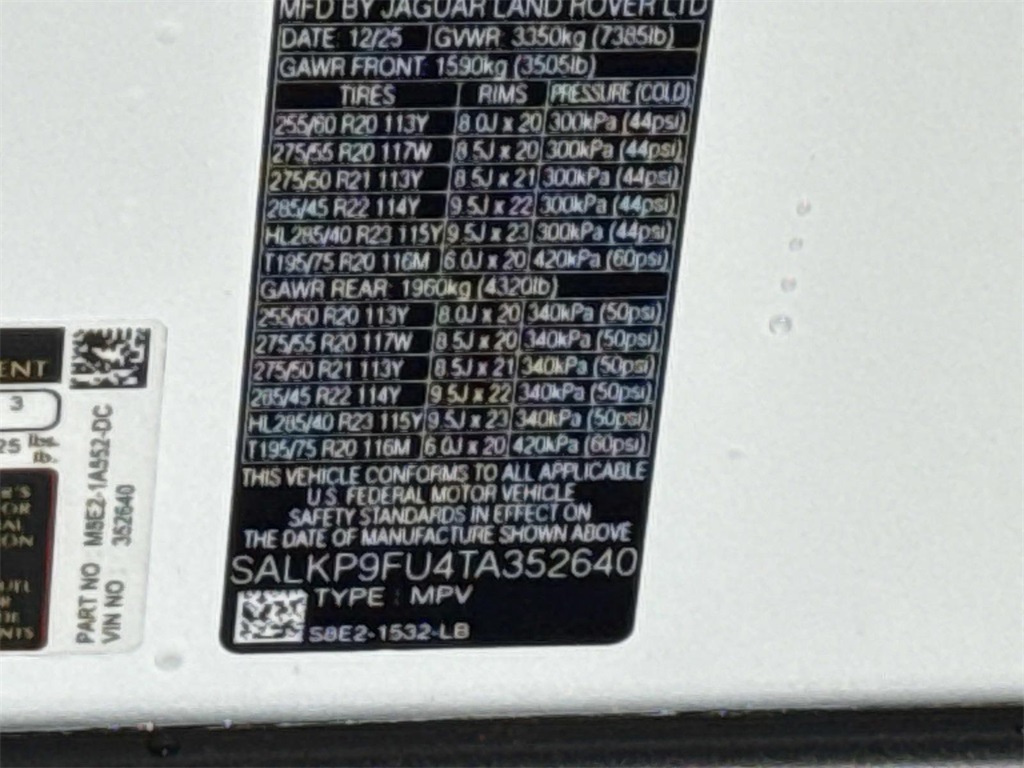 MFD BY JAGUAR LAND ROVER LTD
DATE 12/25 GVWR 3350kg (7385lb)
GAWR FRONT 1590kg (3505lb)
TIRES RIMS PRESSURE (COLD)
255/60 R20 113Y 8.0J x 20 300kPa (44psi)
275/55 R20 117W 8.5J x 20 300kPa (44psi)
275/50 R21 113Y 8.5J x 21 300kPa (44psi)
285/45 R22 114Y 9.5J x 22 300kPa (44psi)
HL285/40 R23 115Y 9.5J x 23 300kPa (44psi)
T195/75 R20 116M 6.0J x 20 420kPa (60psi)
GAWR REAR 1960kg (4320lb)
255/60 R20 113Y 8.0J x 20 340kPa (50psi)
275/55 R20 117W 8.5J x 20 340kPa (50psi)
275/50 R21 113Y 8.5J x 21 340kPa (50psi)
285/45 R22 114Y 9.5J x 22 340kPa (50psi)
HL285/40 R23 115Y 9.5J x 23 340kPa (50psi)
T195/75 R20 116M 6.0J x 20 420kPa (60psi)
THIS VEHICLE CONFORMS TO ALL APPLICABLE
U.S. FEDERAL MOTOR VEHICLE
SAFETY STANDARDS IN EFFECT ON
THE DATE OF MANUFACTURE SHOWN ABOVE
SALKP9FU4TA352640
TYPE : MPV
S8E2-1532-LB
ENT
3
25 lbs.
lb.
PART NO : M8E2-1A552-DC
VIN NO : 352640